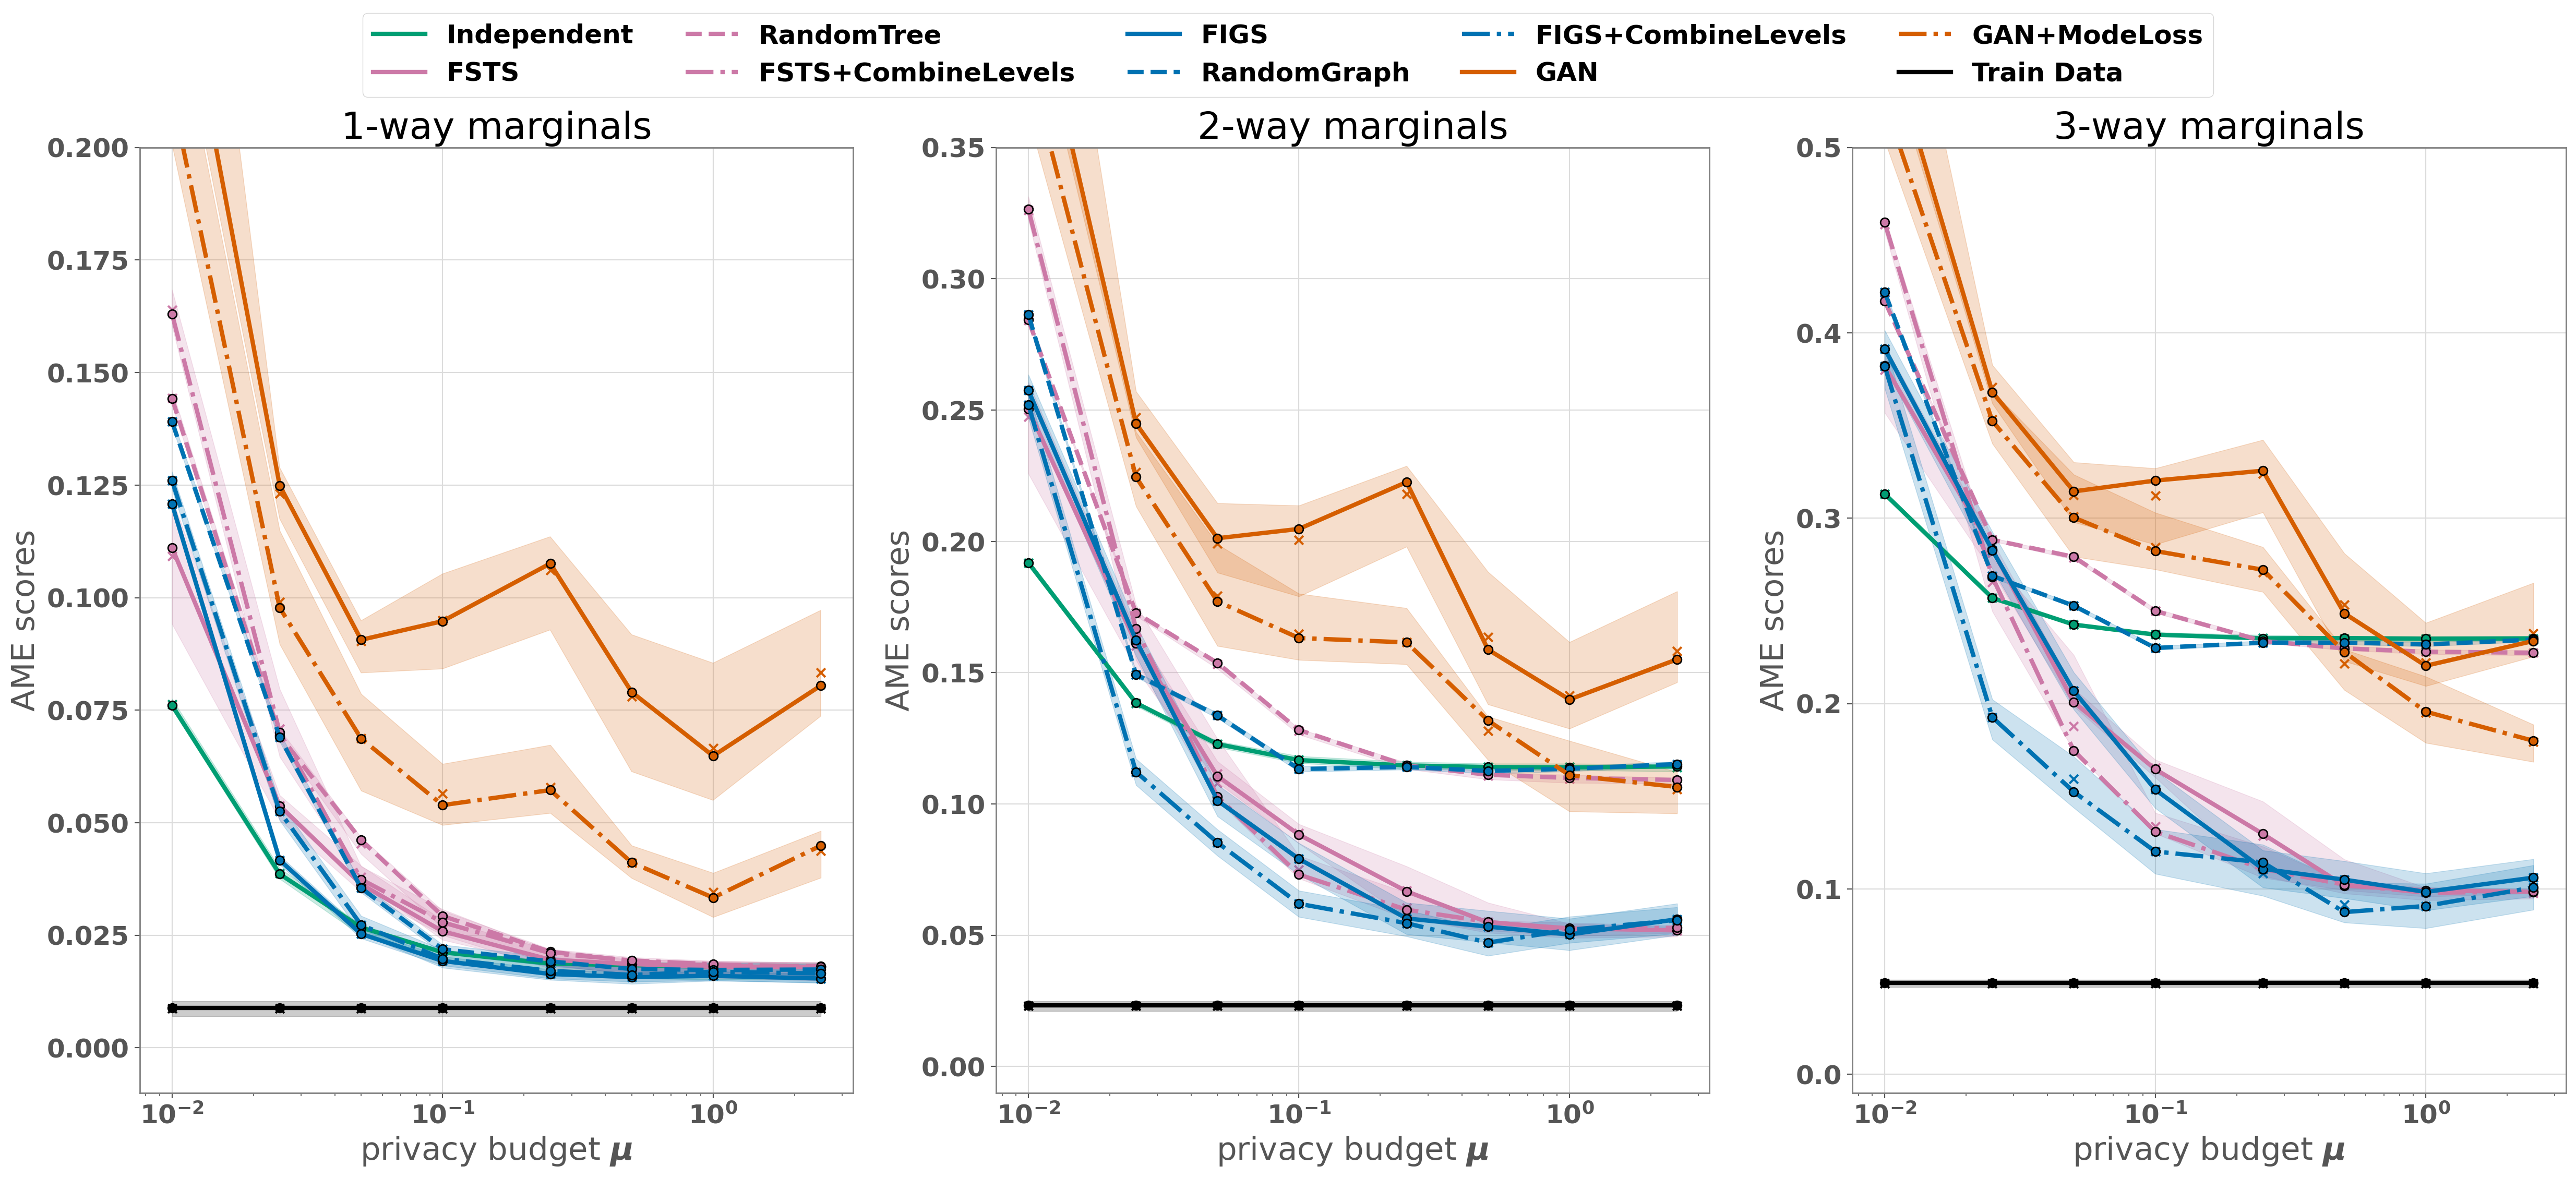 Independent RandomTree FIGS FIGS+CombineLevels GAN+ModeLoss
FSTS FSTS+CombineLevels RandomGraph GAN Train Data
1-way marginals
0.200
0.175
0.150
0.125
0.100
0.075
0.050
0.025
0.000
AME scores
10⁻² 10⁻¹ 10⁰
privacy budget μ
2-way marginals
0.35
0.30
0.25
0.20
0.15
0.10
0.05
0.00
AME scores
10⁻² 10⁻¹ 10⁰
privacy budget μ
3-way marginals
0.5
0.4
0.3
0.2
0.1
0.0
AME scores
10⁻² 10⁻¹ 10⁰
privacy budget μ